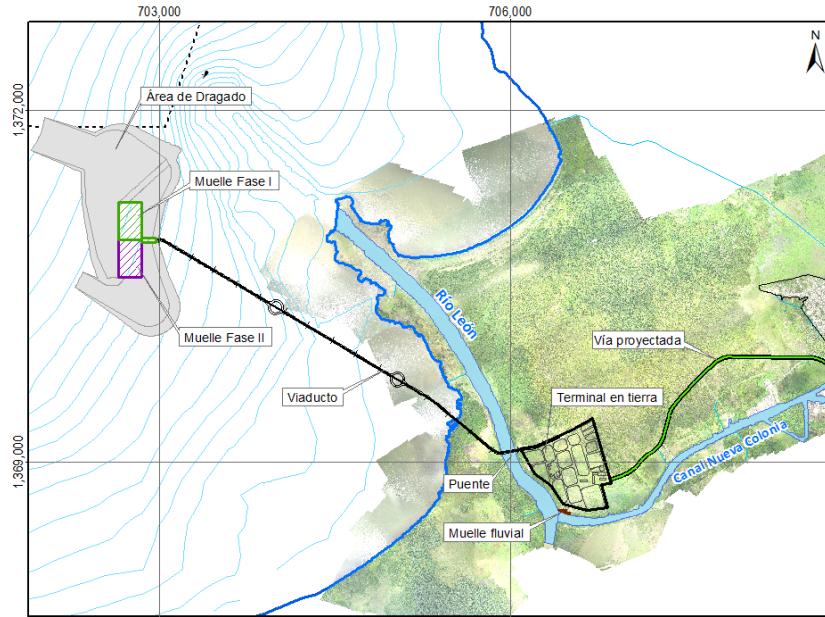 703,000
706,000
N
1,372,000
Área de Dragado
Muelle Fase I
Río León
Muelle Fase II
Vía proyectada
Viaducto
Terminal en tierra
Canal Nueva Colonia
1,369,000
Puente
Muelle fluvial